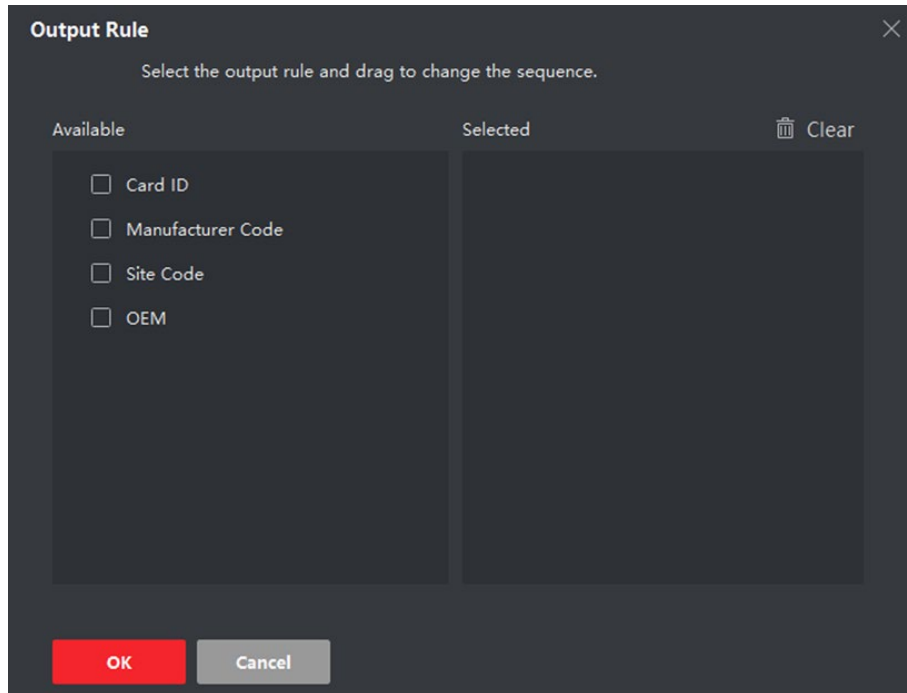 Output Rule
Select the output rule and drag to change the sequence.
Available
Selected
Clear
Card ID
Manufacturer Code
Site Code
OEM
OK
Cancel